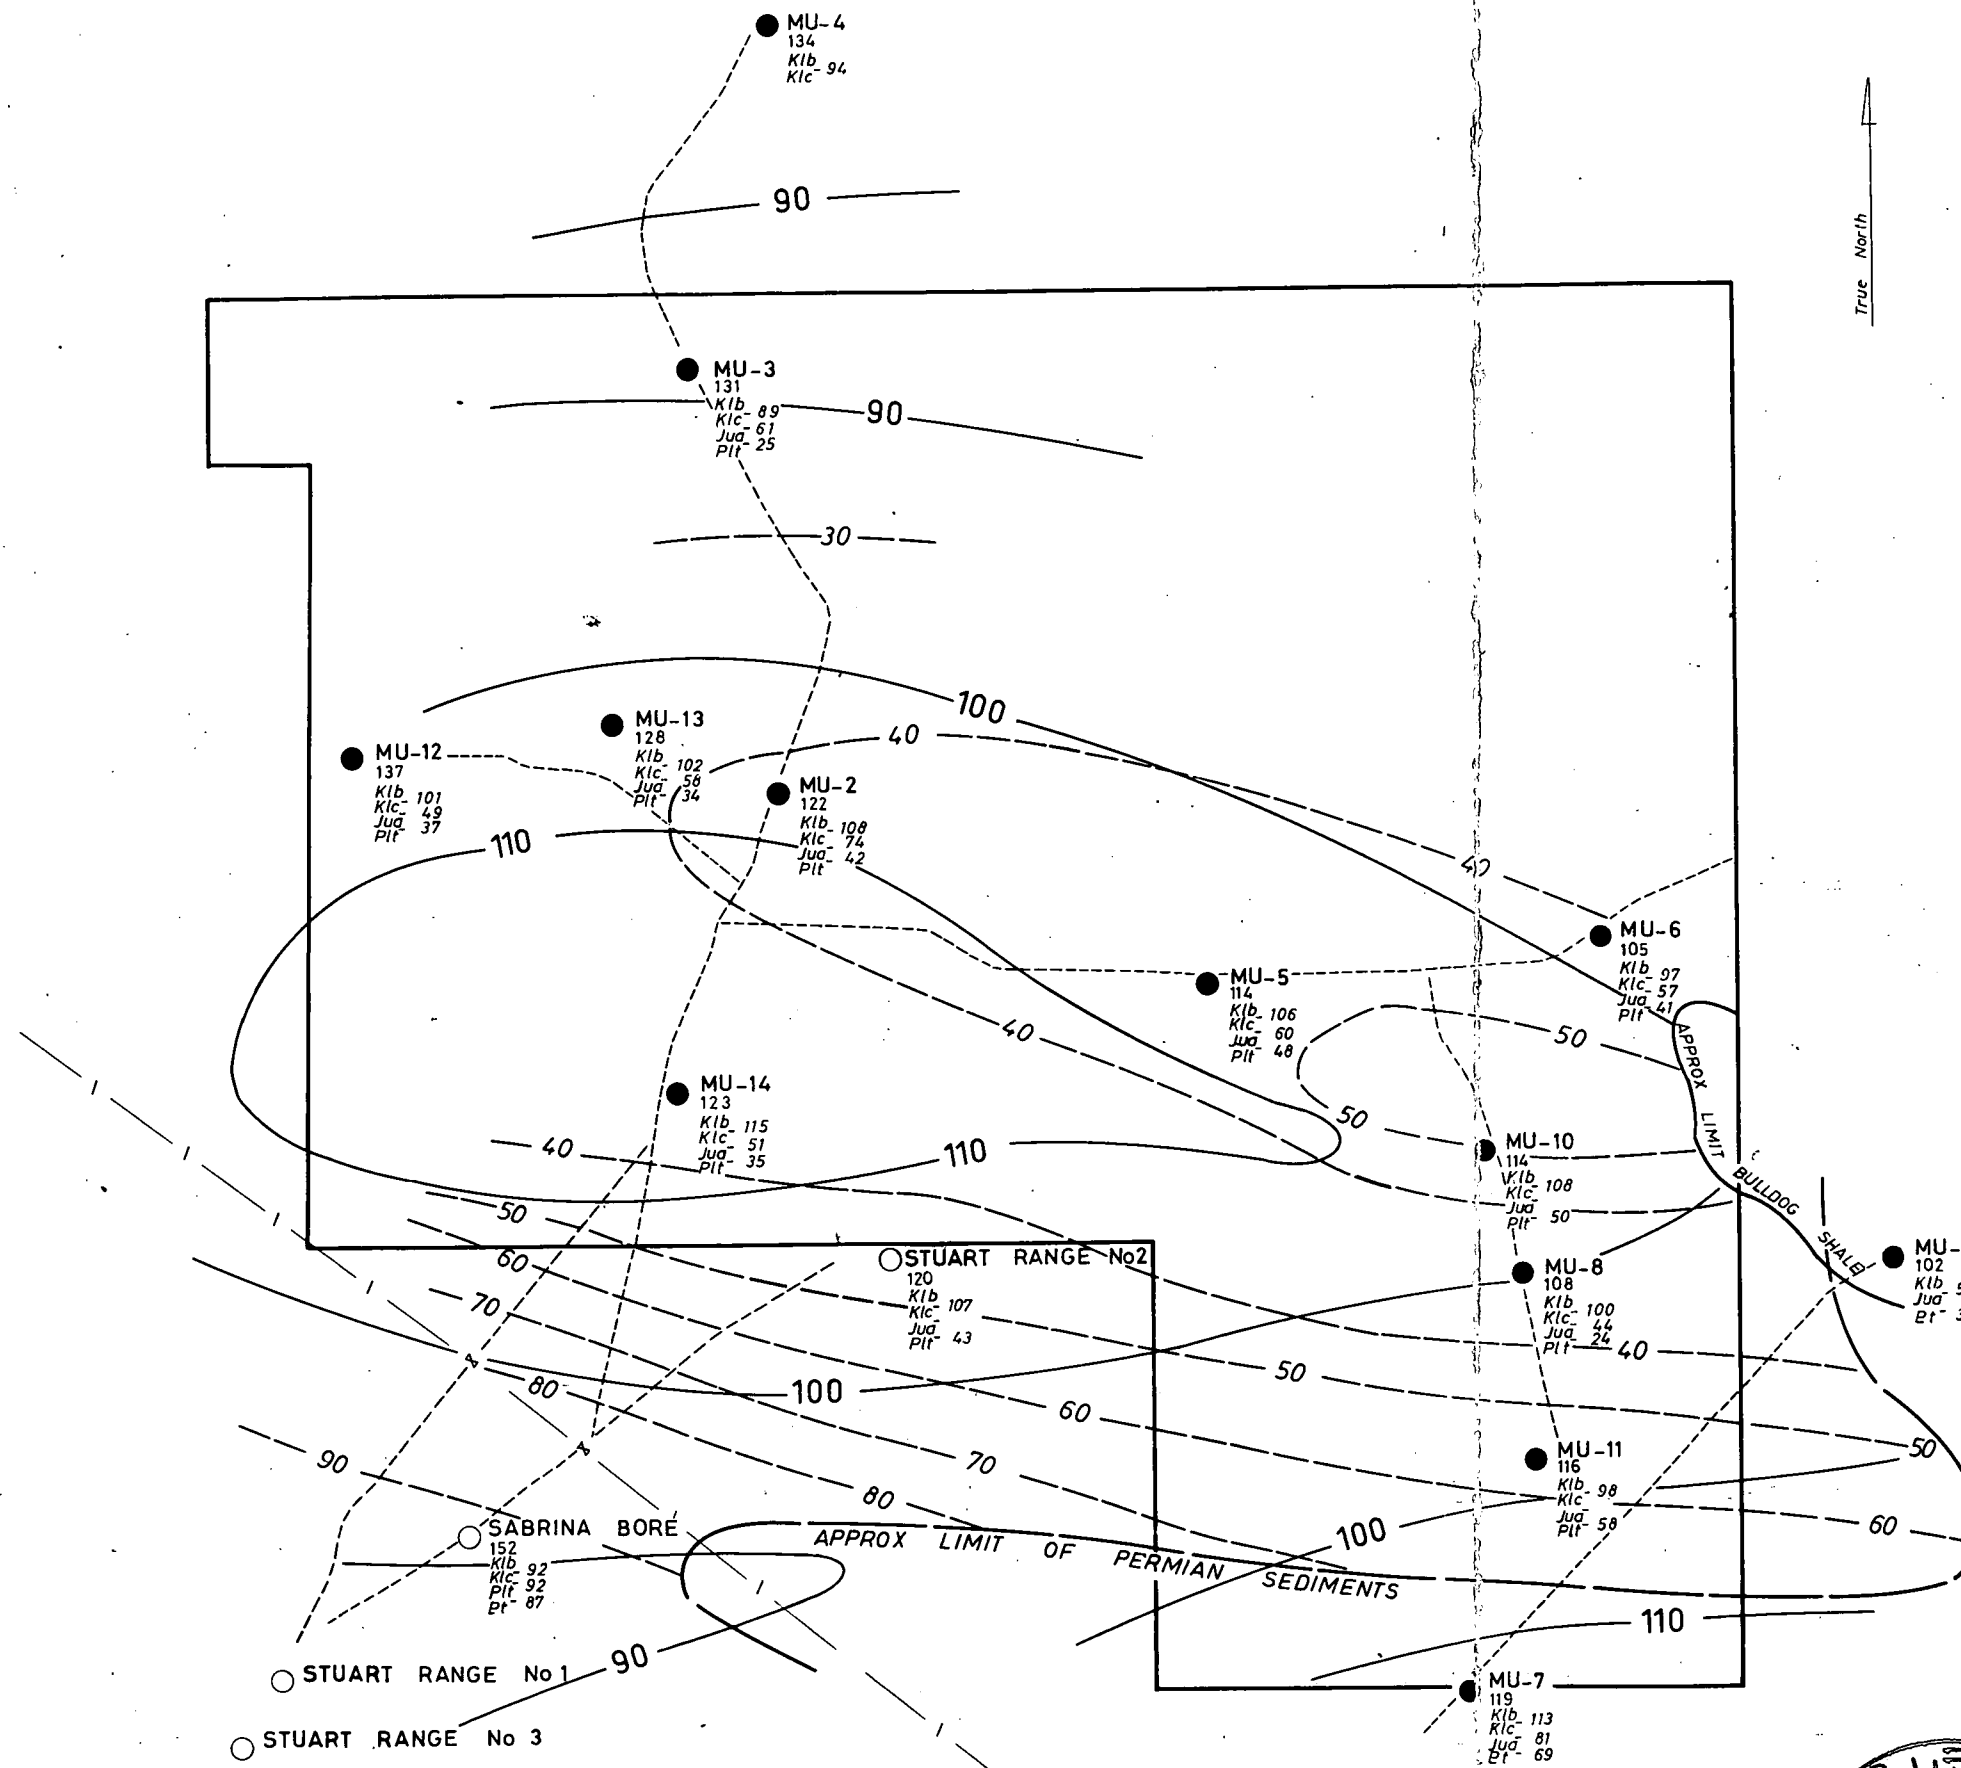 MU-4
134
Klb
Klc- 94
90
True North
MU-3
131
Klb
Klc- 89
Jua- 61
Plt- 25
90
30
100
40
MU-13
128
Klb
Klc- 102
Jua- 58
Plt- 34
MU-12
137
Klb
Klc- 101
Jua- 49
Plt- 37
MU-2
122
Klb
Klc- 108
Jua- 74
Plt- 42
110
40
MU-6
105
Klb
Klc- 97
Jua- 57
Plt- 41
MU-5
114
Klb
Klc- 106
Jua- 60
Plt- 48
40
50
APPROX LIMIT BULLDOG SHALE
MU-14
123
Klb
Klc- 115
Jua- 51
Plt- 35
50
40
110
MU-10
114
Klb
Klc- 108
Jua
Plt- 50
50
60
STUART RANGE No2
120
Klb
Klc- 107
Jua
Plt- 43
MU-8
108
Klb
Klc- 100
Jua- 44
Plt- 24
MU-
102
Klb
Jua-
Pt-
70
40
80
100
50
60
50
90
70
MU-11
116
Klb
Klc- 98
Jua
Plt- 58
80
60
SABRINA BORE
152
Klb
Klc- 92
Plt- 92
Pt- 87
100
APPROX LIMIT OF PERMIAN SEDIMENTS
110
90
STUART RANGE No 1
MU-7
119
Klb
Klc- 113
Jua- 81
Pt- 69
STUART RANGE No 3